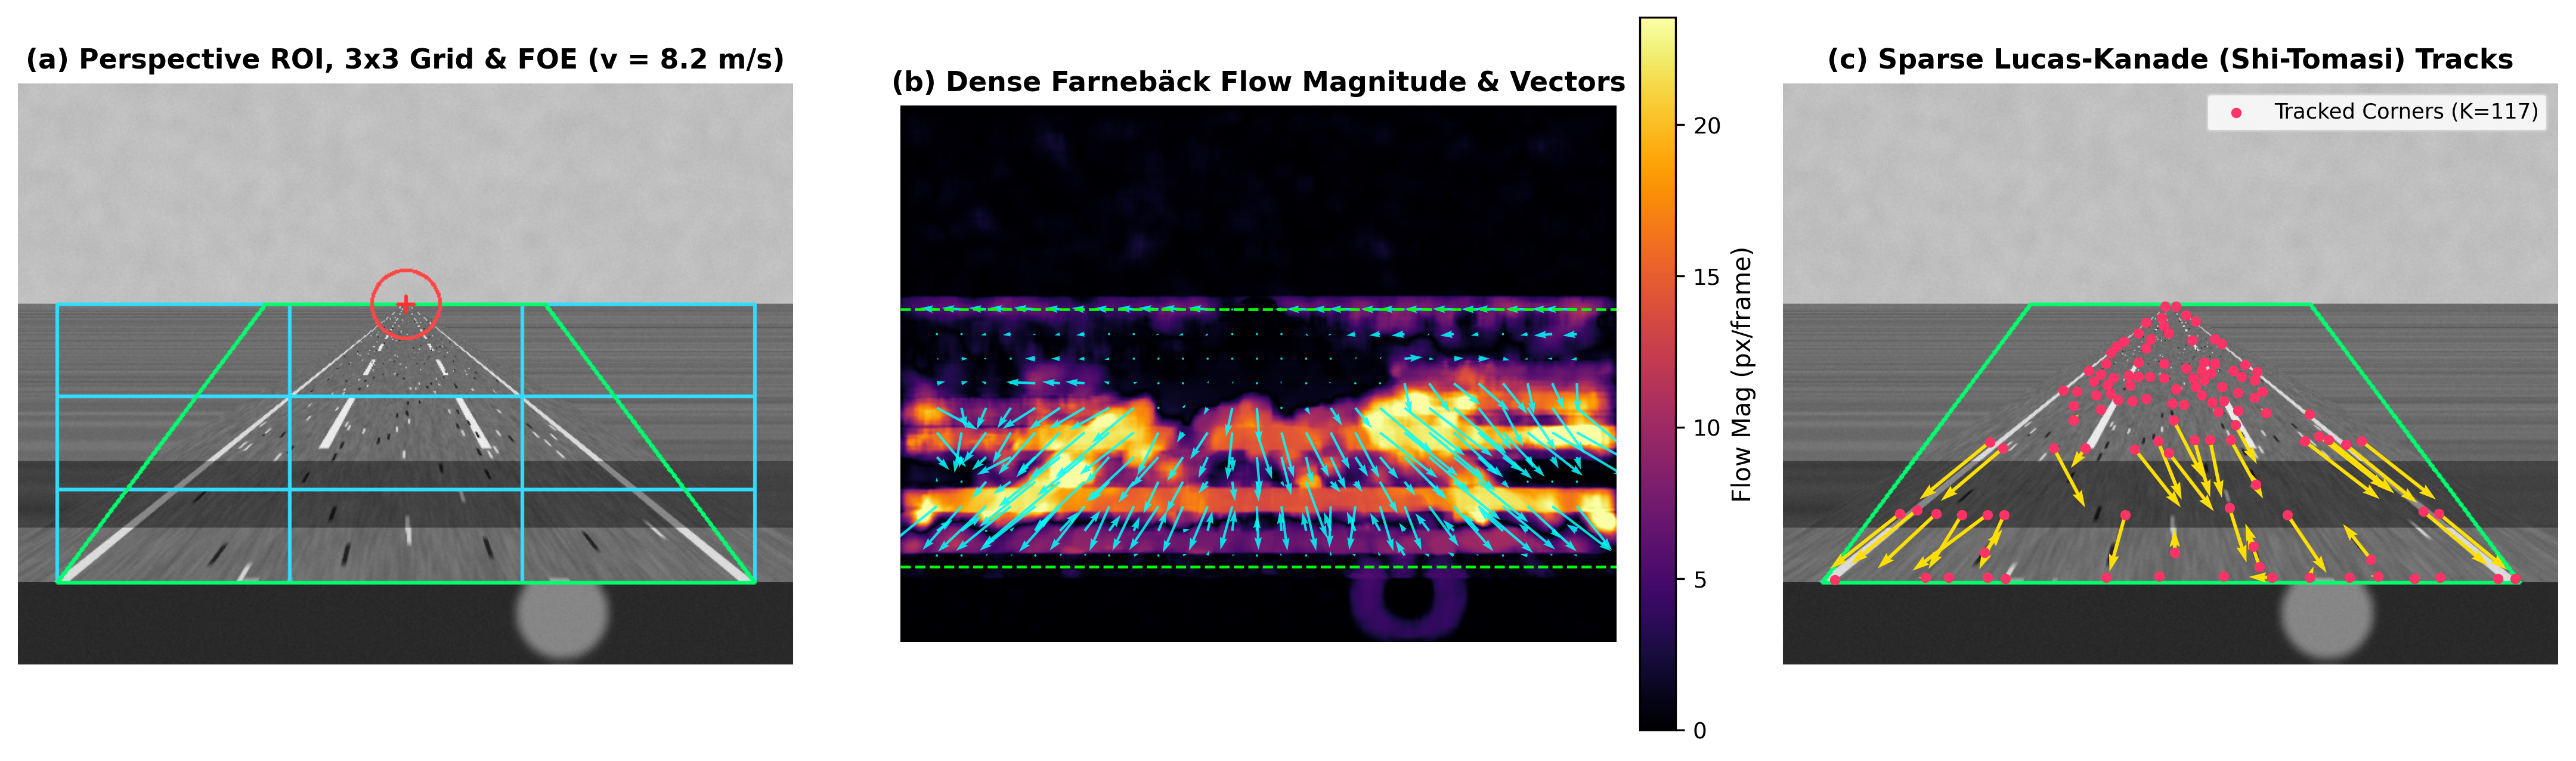 (a) Perspective ROI, 3x3 Grid & FOE (v = 8.2 m/s)
(b) Dense Farnebäck Flow Magnitude & Vectors
20
15
10
5
0
Flow Mag (px/frame)
(c) Sparse Lucas-Kanade (Shi-Tomasi) Tracks
Tracked Corners (K=117)